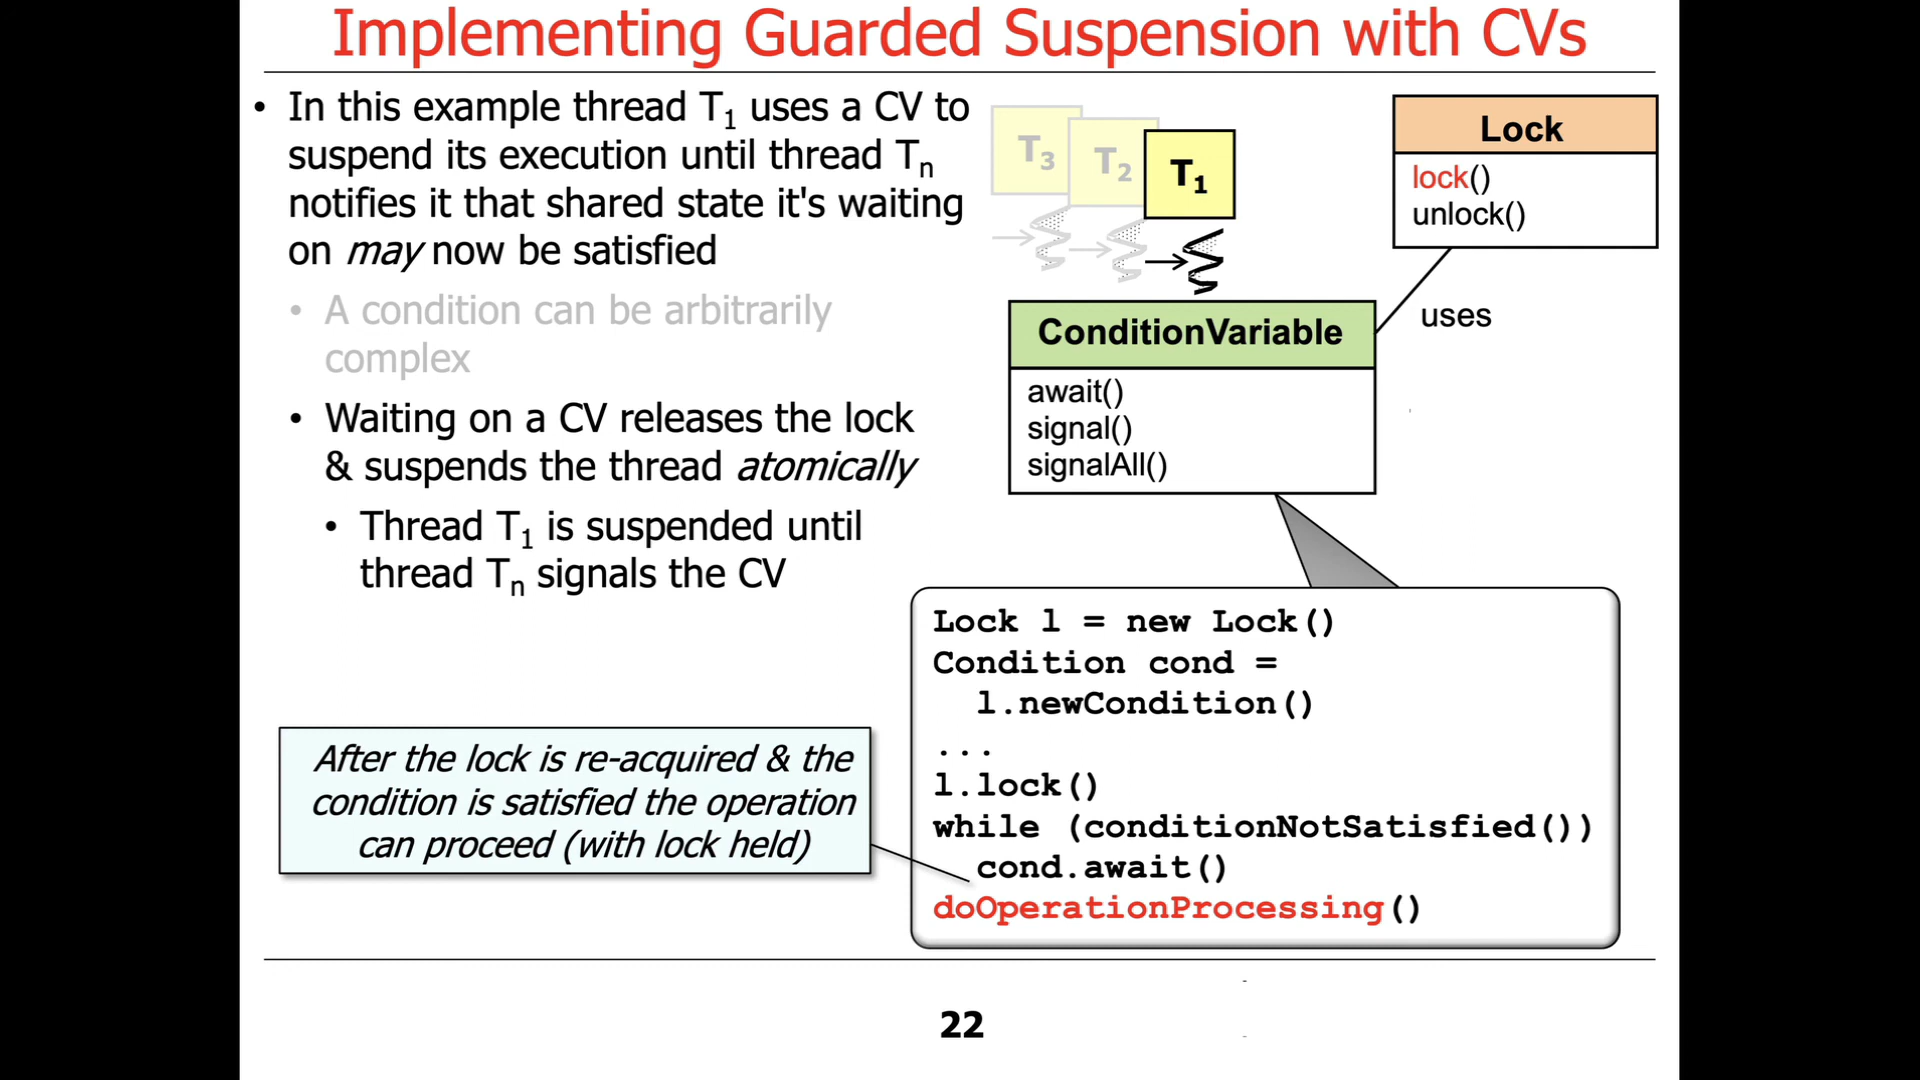 Implementing Guarded Suspension with CVs
• In this example thread T1 uses a CV to
suspend its execution until thread Tn
notifies it that shared state it's waiting
on may now be satisfied
• A condition can be arbitrarily
complex
• Waiting on a CV releases the lock
& suspends the thread atomically
• Thread T1 is suspended until
thread Tn signals the CV
T3
T2
T1
Lock
lock()
unlock()
uses
ConditionVariable
await()
signal()
signalAll()
Lock l = new Lock()
Condition cond =
l.newCondition()
...
l.lock()
while (conditionNotSatisfied())
cond.await()
doOperationProcessing()
After the lock is re-acquired & the
condition is satisfied the operation
can proceed (with lock held)
22